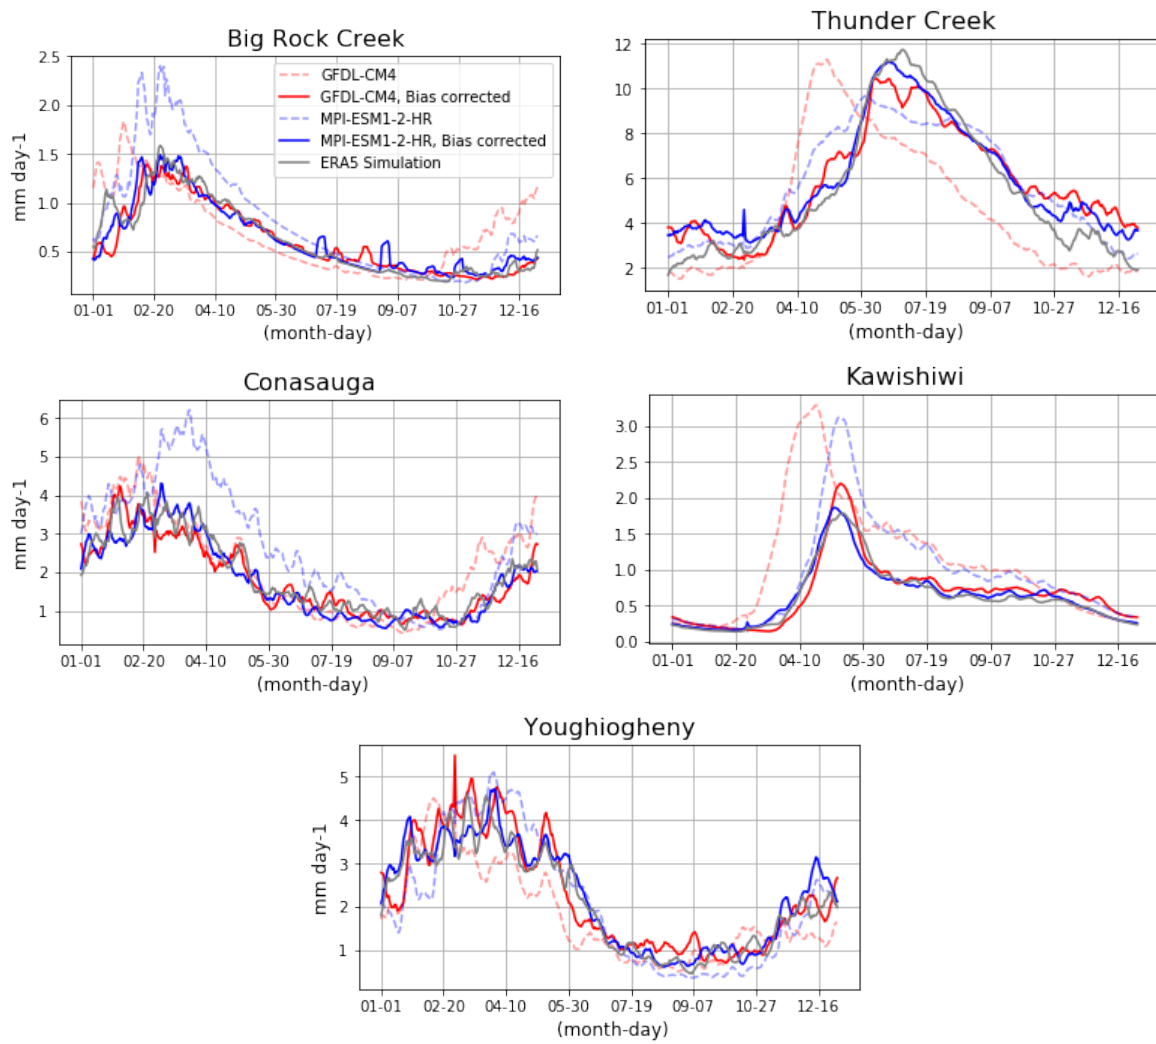 Big Rock Creek
mm day-1
2.5
2.0
1.5
1.0
0.5
GFDL-CM4
GFDL-CM4, Bias corrected
MPI-ESM1-2-HR
MPI-ESM1-2-HR, Bias corrected
ERA5 Simulation
01-01 02-20 04-10 05-30 07-19 09-07 10-27 12-16
(month-day)
Thunder Creek
12
10
8
6
4
2
01-01 02-20 04-10 05-30 07-19 09-07 10-27 12-16
(month-day)
Conasauga
mm day-1
6
5
4
3
2
1
01-01 02-20 04-10 05-30 07-19 09-07 10-27 12-16
(month-day)
Kawishiwi
3.0
2.5
2.0
1.5
1.0
0.5
0.0
01-01 02-20 04-10 05-30 07-19 09-07 10-27 12-16
(month-day)
Youghiogheny
mm day-1
5
4
3
2
1
01-01 02-20 04-10 05-30 07-19 09-07 10-27 12-16
(month-day)